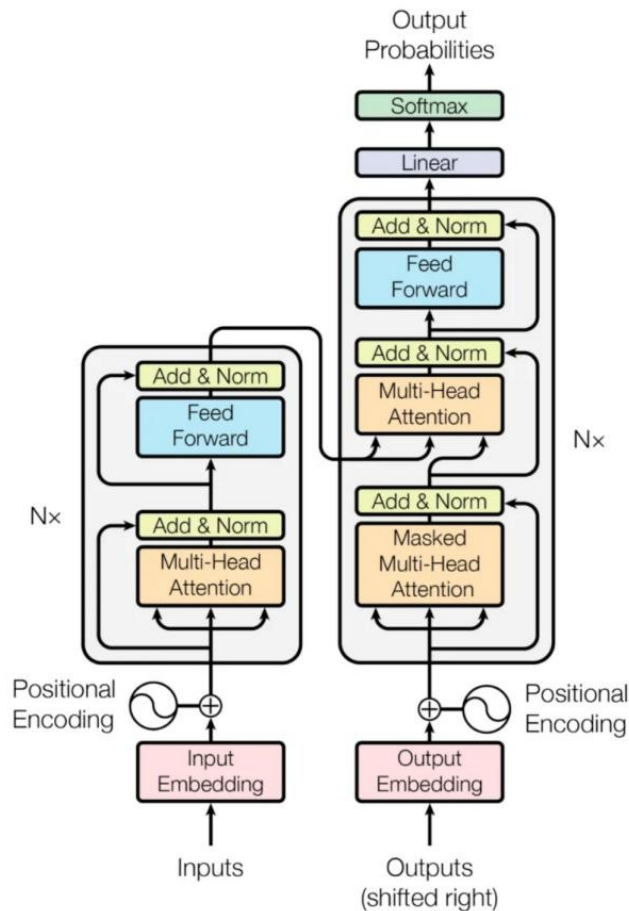 Output
Probabilities
Softmax
Linear
Add & Norm
Feed
Forward
Add & Norm
Multi-Head
Attention
Add & Norm
Masked
Multi-Head
Attention
N×
Add & Norm
Feed
Forward
Add & Norm
Multi-Head
Attention
N×
Positional
Encoding
Positional
Encoding
Input
Embedding
Output
Embedding
Inputs
Outputs
(shifted right)